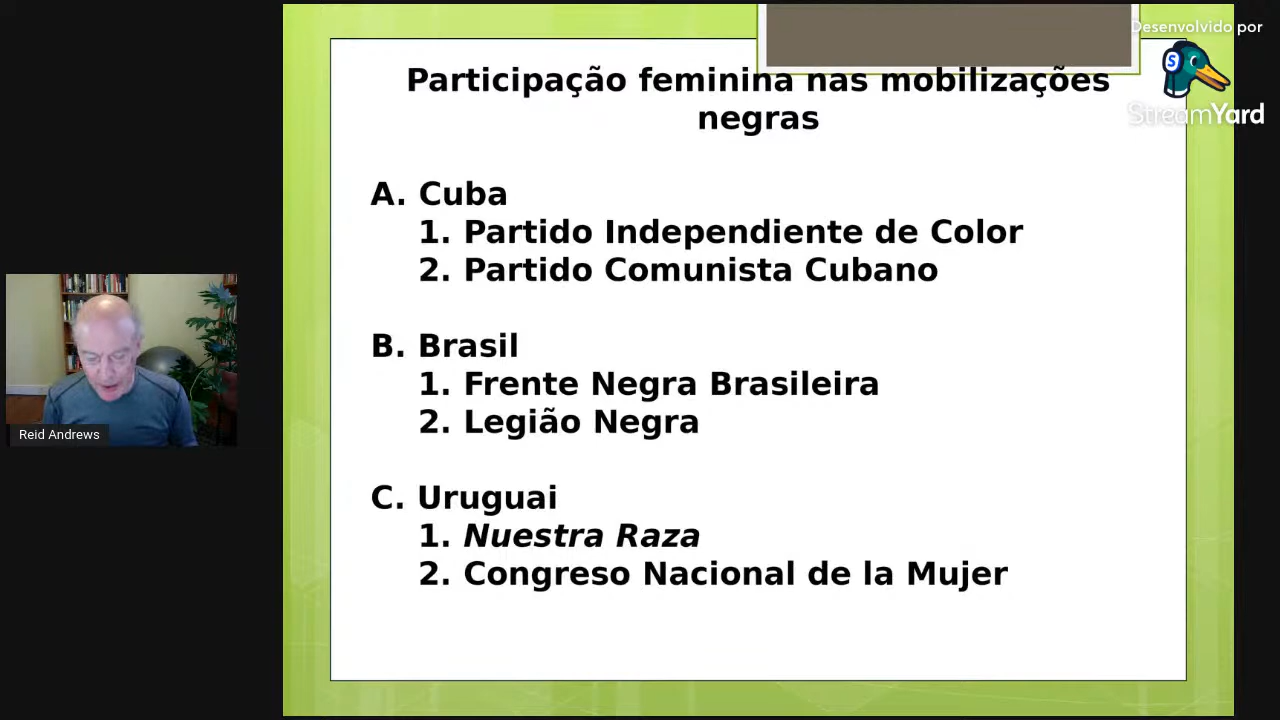 Desenvolvido por
S
StreamYard
Participação feminina nas mobilizações
negras
A. Cuba
1. Partido Independiente de Color
2. Partido Comunista Cubano
B. Brasil
1. Frente Negra Brasileira
2. Legião Negra
C. Uruguai
1. Nuestra Raza
2. Congreso Nacional de la Mujer
Reid Andrews